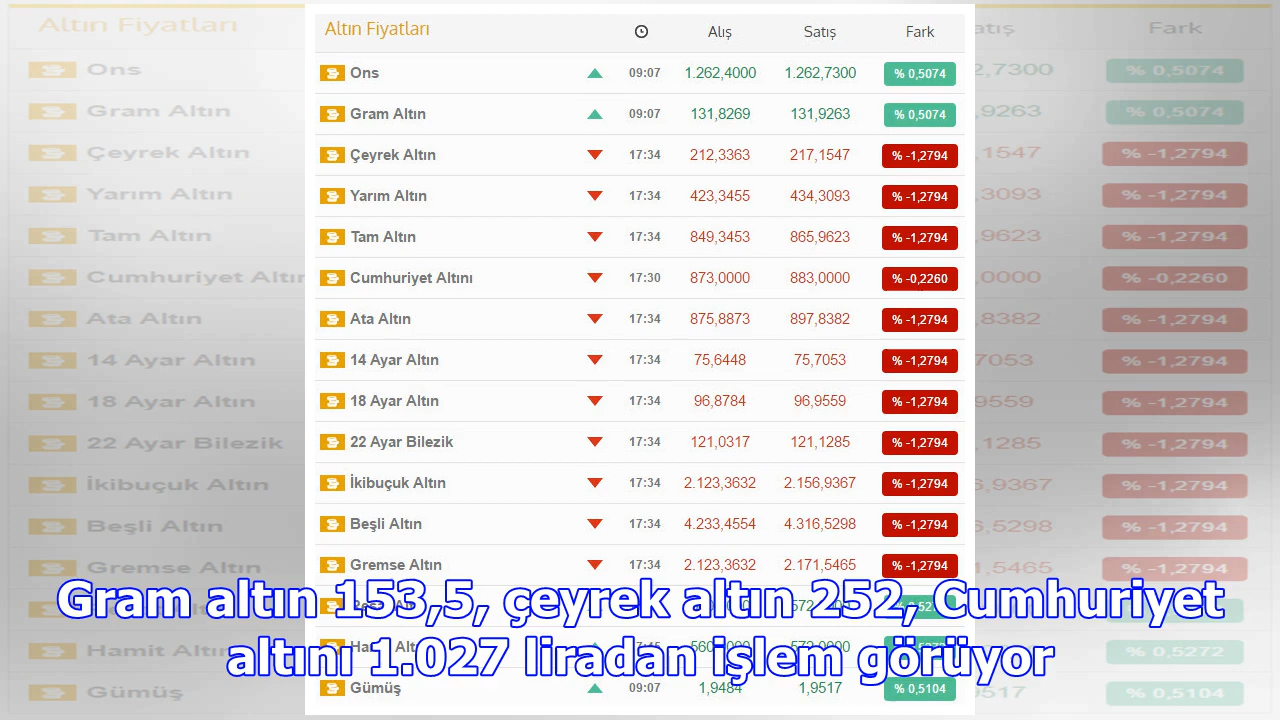 Altın Fiyatları Alış Satış Fark
Ons 09:07 1.262,4000 1.262,7300 % 0,5074
Gram Altın 09:07 131,8269 131,9263 % 0,5074
Çeyrek Altın 17:34 212,3363 217,1547 % -1,2794
Yarım Altın 17:34 423,3455 434,3093 % -1,2794
Tam Altın 17:34 849,3453 865,9623 % -1,2794
Cumhuriyet Altını 17:30 873,0000 883,0000 % -0,2260
Ata Altın 17:34 875,8873 897,8382 % -1,2794
14 Ayar Altın 17:34 75,6448 75,7053 % -1,2794
18 Ayar Altın 17:34 96,8784 96,9559 % -1,2794
22 Ayar Bilezik 17:34 121,0317 121,1285 % -1,2794
İkibuçuk Altın 17:34 2.123,3632 2.156,9367 % -1,2794
Beşli Altın 17:34 4.233,4554 4.316,5298 % -1,2794
Gremse Altın 17:34 2.123,3632 2.171,5465 % -1,2794
Gram altın 153,5, çeyrek altın 252, Cumhuriyet
altını 1.027 liradan işlem görüyor
Gümüş 09:07 1,9484 1,9517 % 0,5104